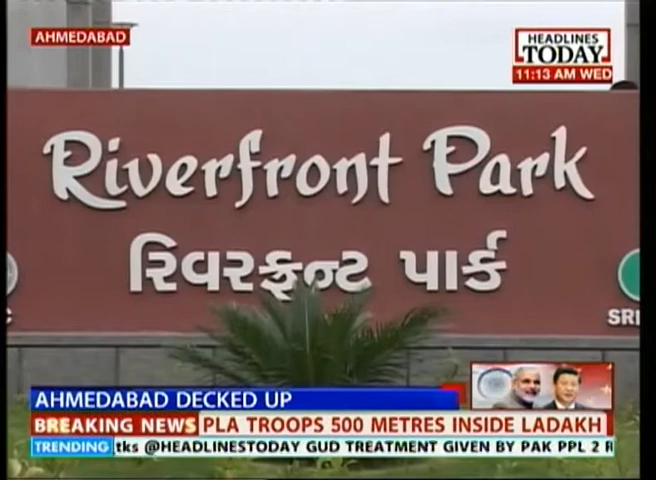 AHMEDABAD
HEADLINES
TODAY
11:13 AM WED
Riverfront Park
રિવરફ્રન્ટ પાર્ક
SRI
AHMEDABAD DECKED UP
BREAKING NEWS PLA TROOPS 500 METRES INSIDE LADAKH
TRENDING tks @HEADLINESTODAY GUD TREATMENT GIVEN BY PAK PPL 2 R